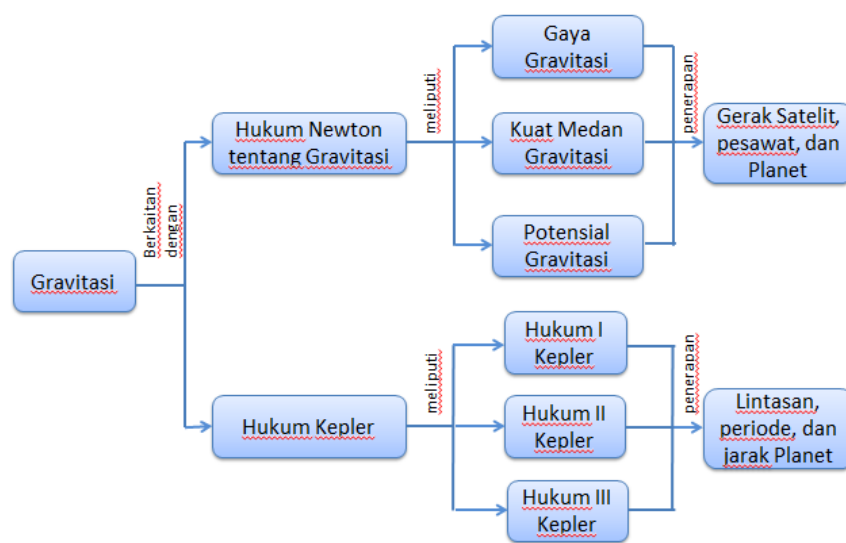 Gravitasi
Berkaitan
dengan
Hukum Newton
tentang Gravitasi
meliputi
Gaya
Gravitasi
Kuat Medan
Gravitasi
Potensial
Gravitasi
penerapan
Gerak Satelit,
pesawat, dan
Planet
Hukum Kepler
meliputi
Hukum I
Kepler
Hukum II
Kepler
Hukum III
Kepler
penerapan
Lintasan,
periode, dan
jarak Planet